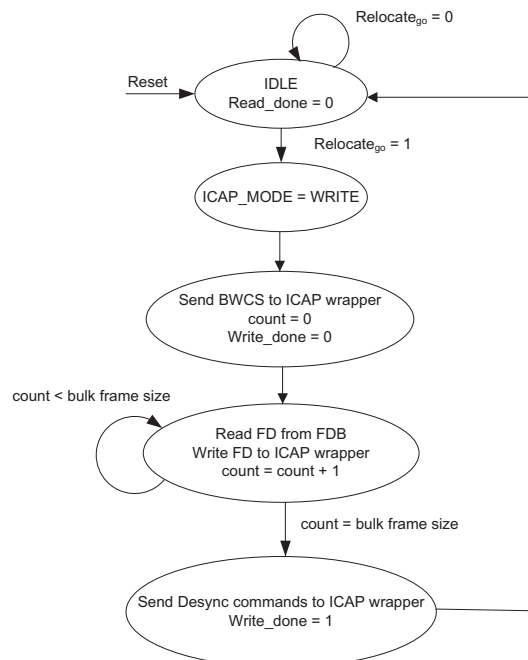 Relocatego = 0
Reset
IDLE
Read_done = 0
Relocatego = 1
ICAP_MODE = WRITE
Send BWCS to ICAP wrapper
count = 0
Write_done = 0
count < bulk frame size
Read FD from FDB
Write FD to ICAP wrapper
count = count + 1
count = bulk frame size
Send Desync commands to ICAP wrapper
Write_done = 1